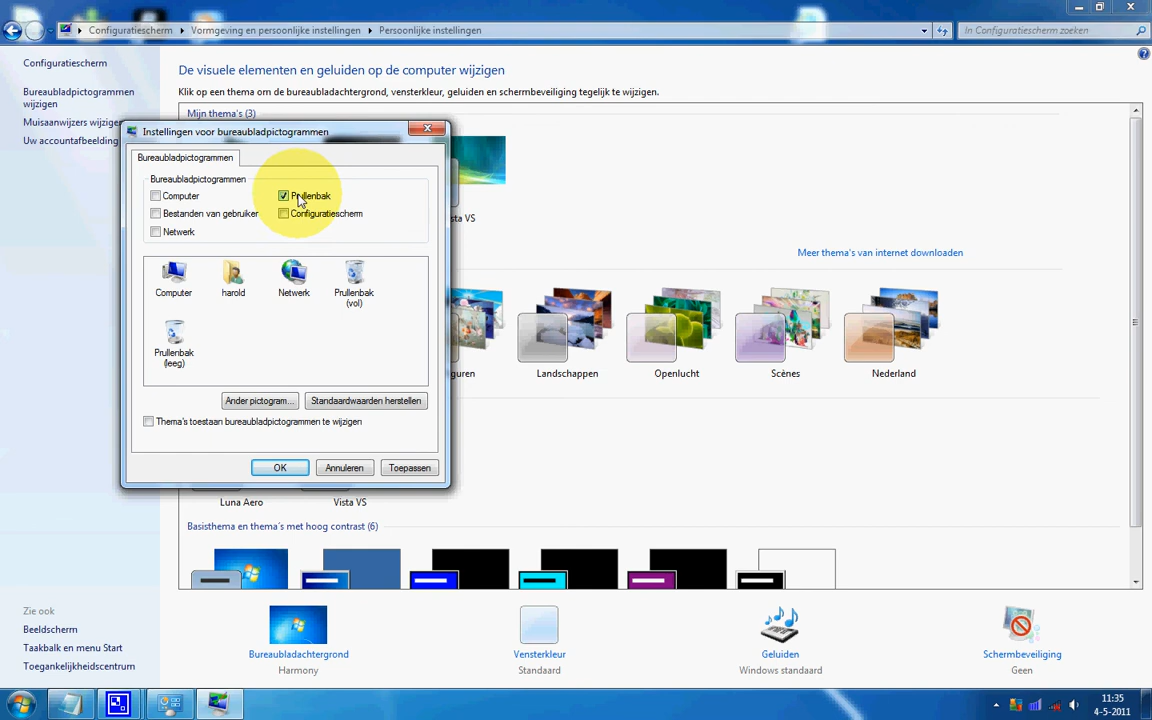 Configuratiescherm
Vormgeving en persoonlijke instellingen
Persoonlijke instellingen
In Configuratiescherm zoeken
Configuratiescherm
Bureaubladpictogrammen
wijzigen
Muisaanwijzers wijzigen
Uw accountafbeelding
De visuele elementen en geluiden op de computer wijzigen
Klik op een thema om de bureaubladachtergrond, vensterkleur, geluiden en schermbeveiliging tegelijk te wijzigen.
Mijn thema's (3)
Instellingen voor bureaubladpictogrammen
Bureaubladpictogrammen
Bureaubladpictogrammen
Computer
Prullenbak
Bestanden van gebruiker
Configuratiescherm
Netwerk
Computer
harold
Netwerk
Prullenbak
(vol)
Prullenbak
(leeg)
Ander pictogram...
Standaardwaarden herstellen
Thema's toestaan bureaubladpictogrammen te wijzigen
OK
Annuleren
Toepassen
sta VS
Meer thema's van internet downloaden
guren
Landschappen
Openlucht
Scènes
Nederland
Luna Aero
Vista VS
Basisthema en thema's met hoog contrast (6)
Zie ook
Beeldscherm
Taakbalk en menu Start
Toegankelijkheidscentrum
Bureaubladachtergrond
Harmony
Vensterkleur
Standaard
Geluiden
Windows standaard
Schermbeveiliging
Geen
11:35
4-5-2011